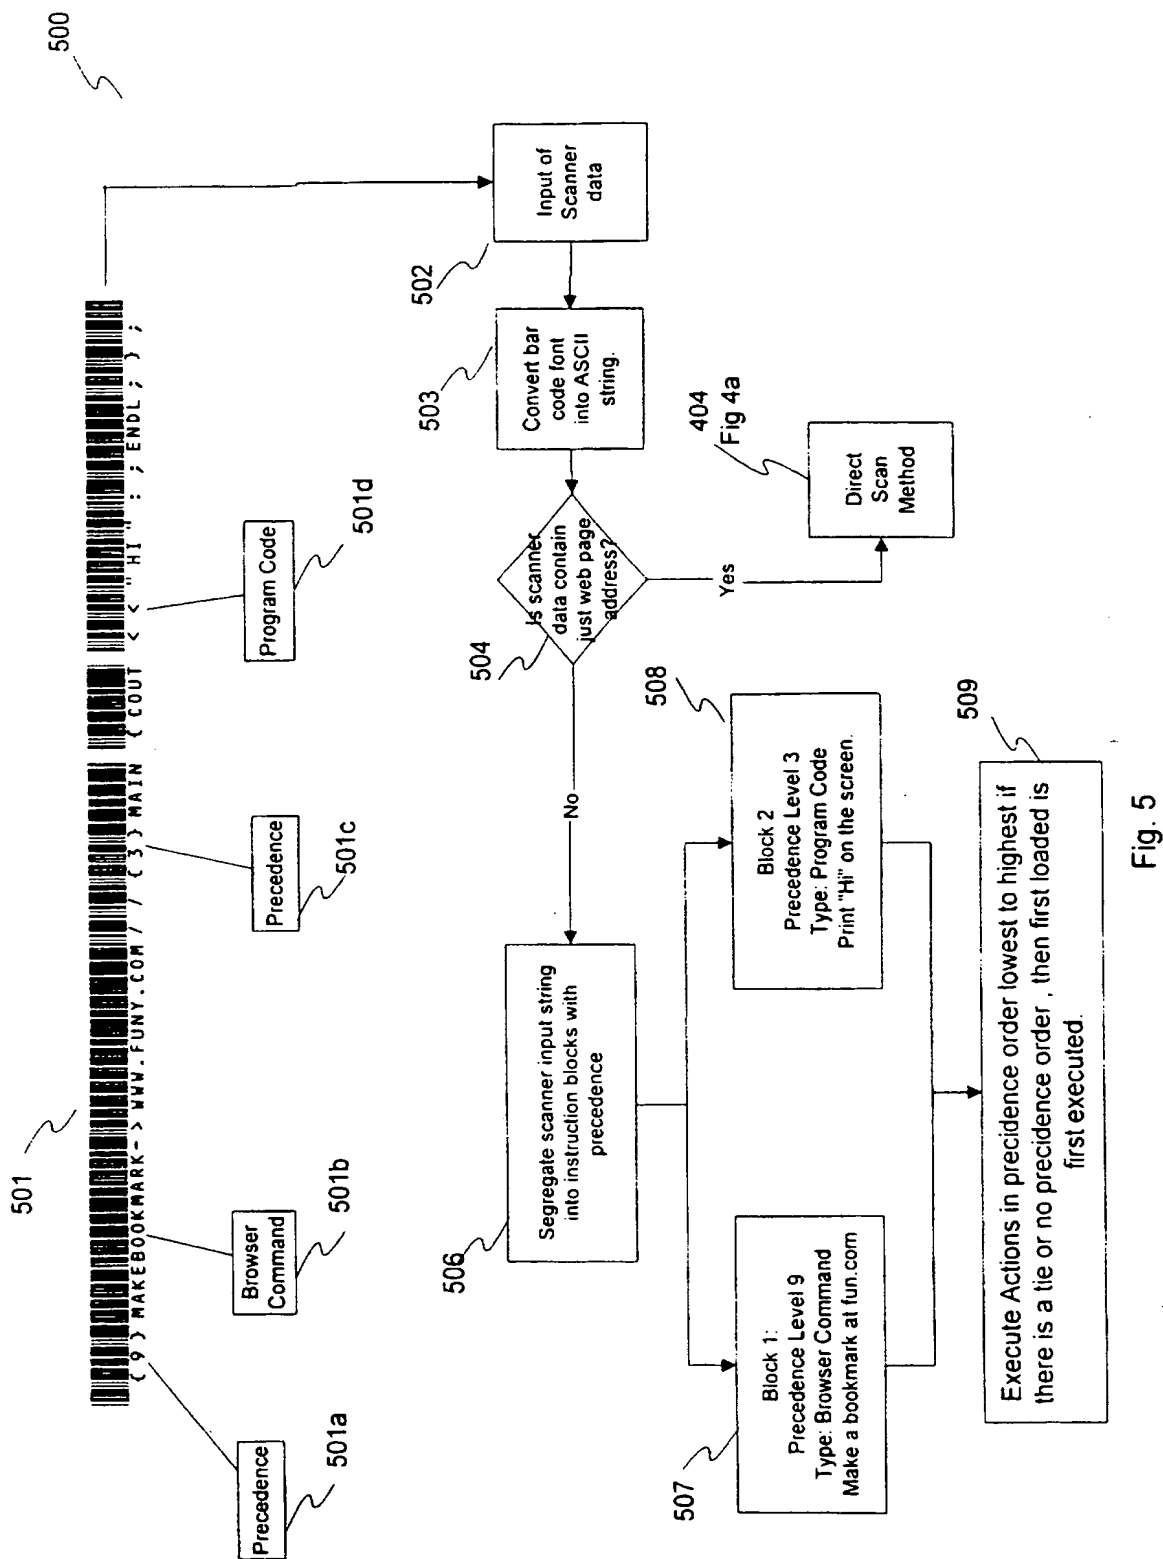 500
501
{9}MAKEBOOKMARK->WWW.FUNY.COM//{3}MAIN {COUT <<"HI" : ;ENDL;};
Precedence
501a
Browser
Command
501b
Precedence
501c
Program Code
501d
Input of
Scanner
data
502
Convert bar
code font
into ASCII
string.
503
Is scanner
data contain
just web page
address?
504
Yes
404
Fig 4a
Direct
Scan
Method
No
Segregate scanner input string
into instruction blocks with
precedence
506
Block 1:
Precedence Level 9
Type: Browser Command
Make a bookmark at fun.com
507
Block 2
Precedence Level 3
Type: Program Code
Print "Hi" on the screen.
508
Execute Actions in precidence order lowest to highest if
there is a tie or no precidence order , then first loaded is
first executed.
509
Fig. 5